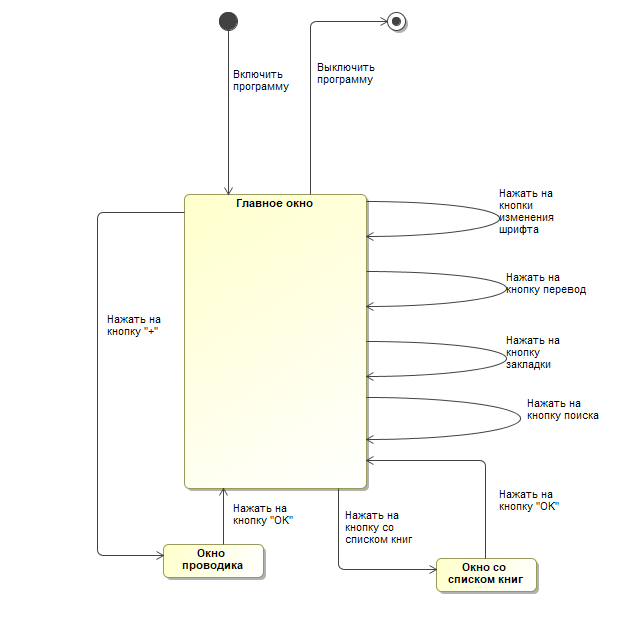 Включить
программу
Выключить
программу
Главное окно
Нажать на
кнопки
изменения
шрифта
Нажать на
кнопку перевод
Нажать на
кнопку "+"
Нажать на
кнопку
закладки
Нажать на
кнопку поиска
Нажать на
кнопку "ОК"
Нажать на
кнопку со
списком книг
Нажать на
кнопку "ОК"
Окно
проводика
Окно со
списком книг